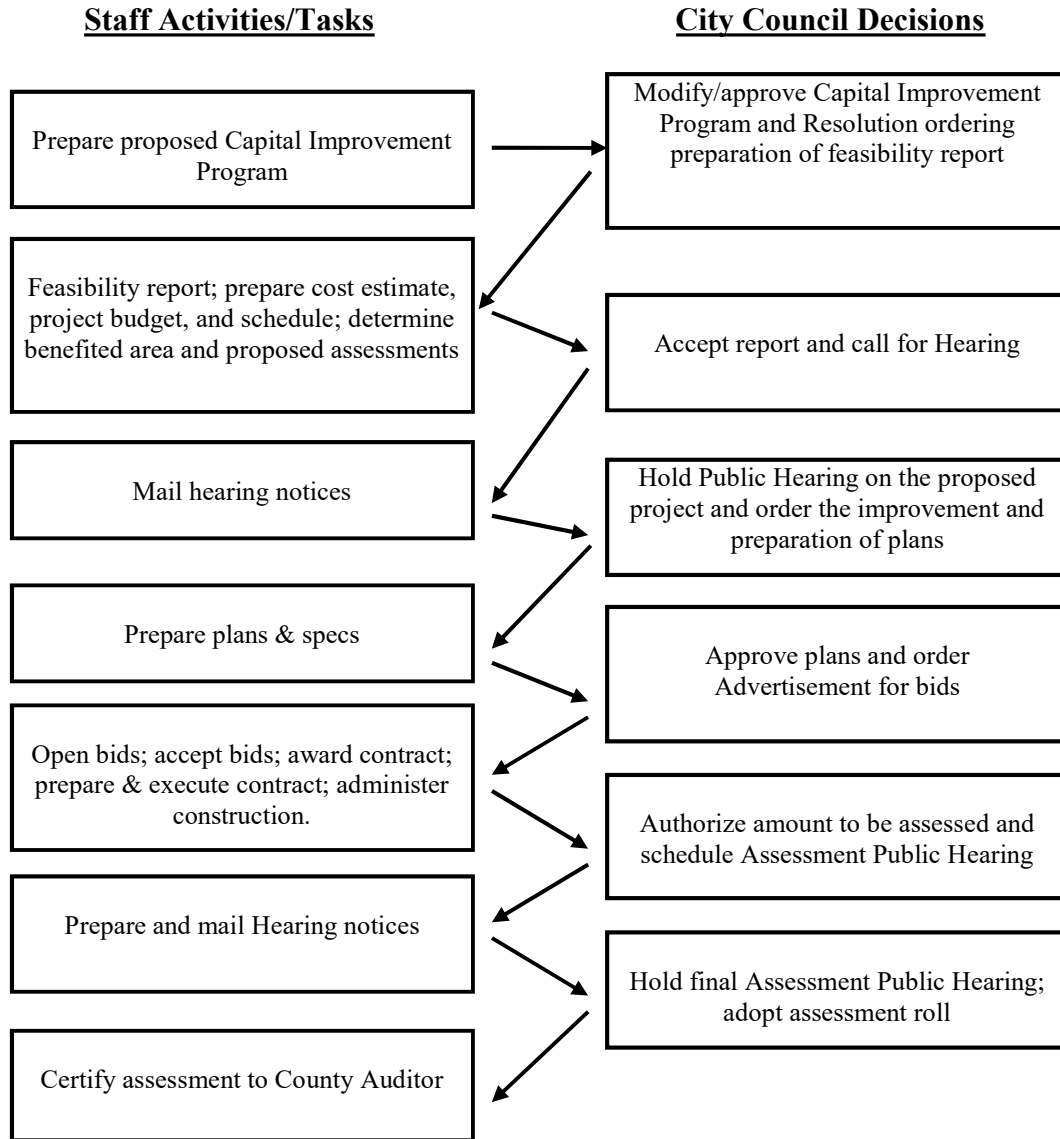 Staff Activities/Tasks
City Council Decisions
Prepare proposed Capital Improvement
Program
Modify/approve Capital Improvement
Program and Resolution ordering
preparation of feasibility report
Feasibility report; prepare cost estimate,
project budget, and schedule; determine
benefited area and proposed assessments
Accept report and call for Hearing
Mail hearing notices
Hold Public Hearing on the proposed
project and order the improvement and
preparation of plans
Prepare plans & specs
Approve plans and order
Advertisement for bids
Open bids; accept bids; award contract;
prepare & execute contract; administer
construction.
Authorize amount to be assessed and
schedule Assessment Public Hearing
Prepare and mail Hearing notices
Hold final Assessment Public Hearing;
adopt assessment roll
Certify assessment to County Auditor